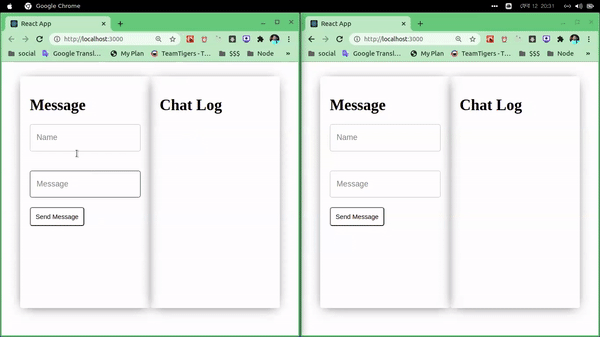 Google Chrome
20:31
React App
React App
http://localhost:3000
http://localhost:3000
social
Google Transl...
My Plan
TeamTigers - T...
$$$
Node
»
social
Google Transl...
My Plan
TeamTigers - T...
$$$
Node
»
Message
Chat Log
Name
Message
Send Message
Message
Chat Log
Name
Message
Send Message